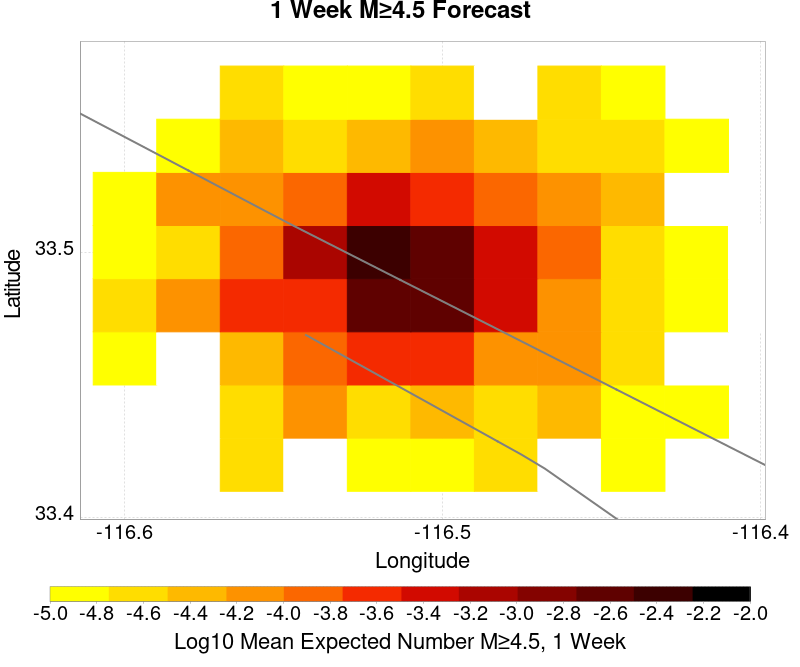 1 Week M≥4.5 Forecast
Latitude
33.5
33.4
-116.6 -116.5 -116.4
Longitude
-5.0 -4.8 -4.6 -4.4 -4.2 -4.0 -3.8 -3.6 -3.4 -3.2 -3.0 -2.8 -2.6 -2.4 -2.2 -2.0
Log10 Mean Expected Number M≥4.5, 1 Week